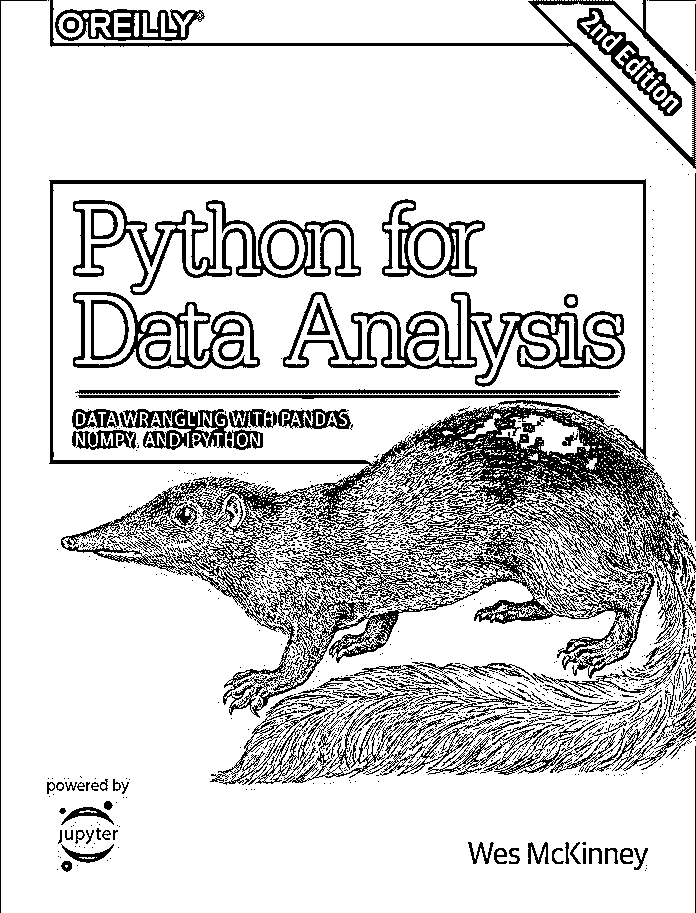 O'REILLY®
2nd Edition
Python for
Data Analysis
DATA WRANGLING WITH PANDAS,
NUMPY, AND IPYTHON
powered by
jupyter
Wes McKinney